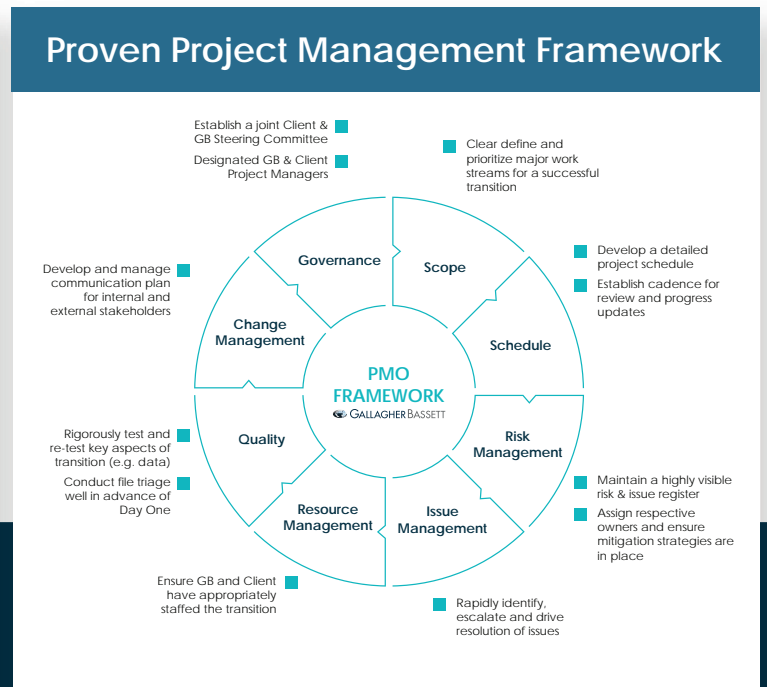 Proven Project Management Framework
Establish a joint Client &
GB Steering Committee
Designated GB & Client
Project Managers
Clear define and
prioritize major work
streams for a successful
transition
Develop a detailed
project schedule
Establish cadence for
review and progress
updates
Develop and manage
communication plan
for internal and
external stakeholders
Governance
Scope
Change
Management
Schedule
PMO
FRAMEWORK
GALLAGHER BASSETT
Quality
Risk
Management
Resource
Management
Issue
Management
Rigorously test and
re-test key aspects of
transition (e.g. data)
Conduct file triage
well in advance of
Day One
Maintain a highly visible
risk & issue register
Assign respective
owners and ensure
mitigation strategies are
in place
Ensure GB and Client
have appropriately
staffed the transition
Rapidly identify,
escalate and drive
resolution of issues